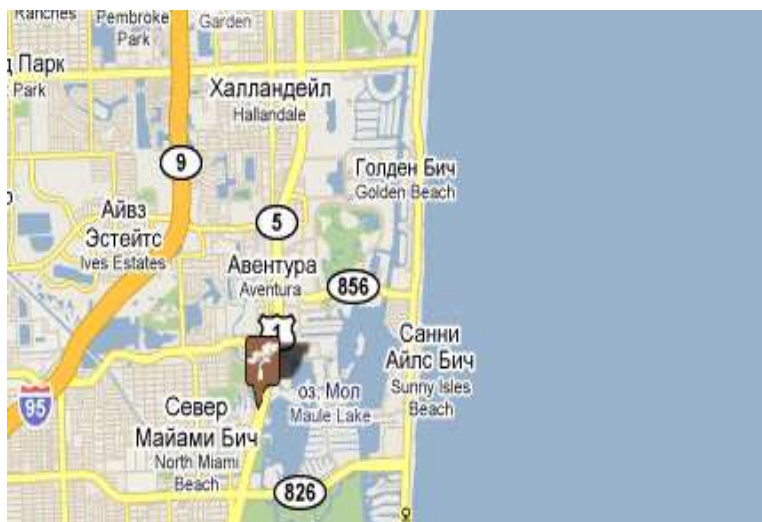 Ranches
Pembroke
Park
Garden
д Парк
Park
Халландейл
Hallandale
9
Голден Бич
Golden Beach
Айвз
Эстейтс
Ives Estates
5
Авентура
Aventura
856
1
Санни
Айлс Бич
Sunny Isles
Beach
оз. Мол
Maule Lake
95
Север
Майами Бич
North Miami
Beach
826